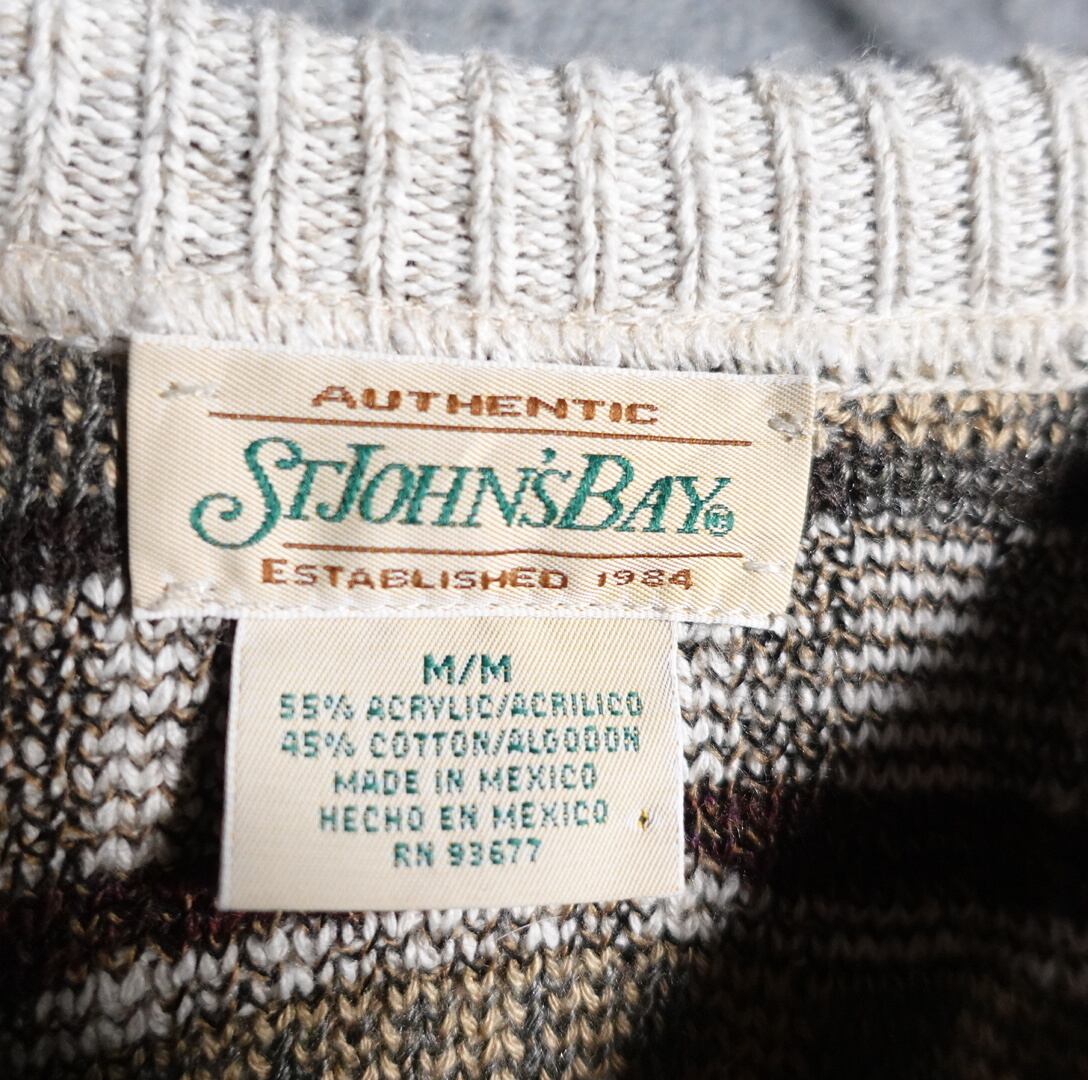 AUTHENTIC
ST JOHN'S BAY®
ESTABLISHED 1984
M/M
55% ACRYLIC/ACRILICO
45% COTTON/ALGODON
MADE IN MEXICO
HECHO EN MEXICO
RN 93677